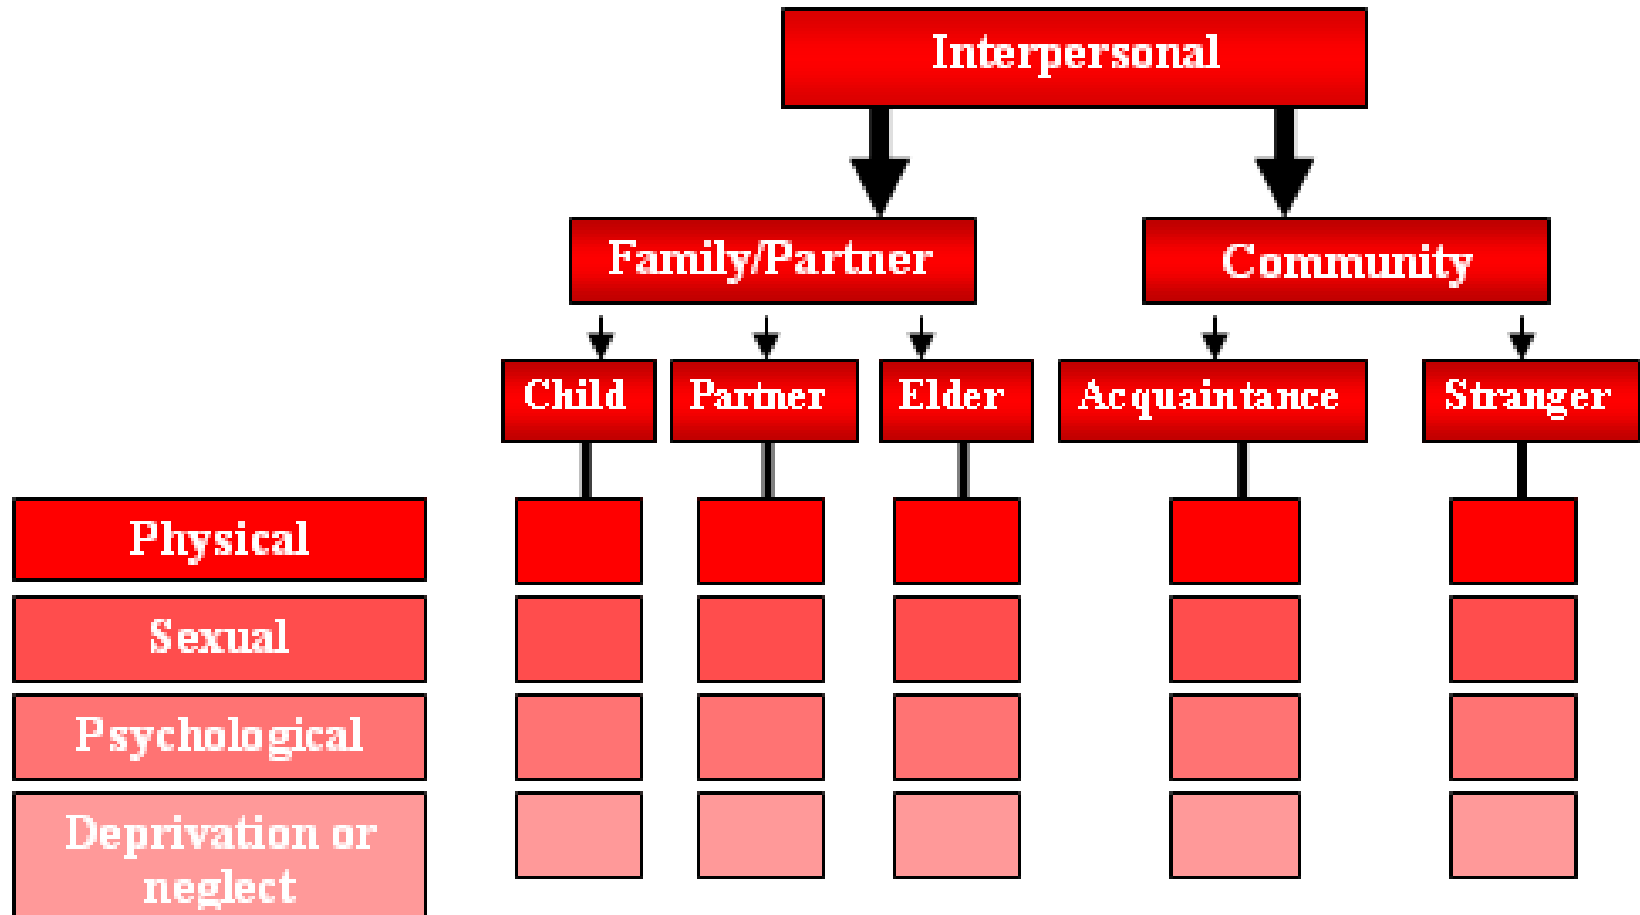 Interpersonal
Family/Partner
Community
Child
Partner
Elder
Acquaintance
Stranger
Physical
Sexual
Psychological
Deprivation or
neglect